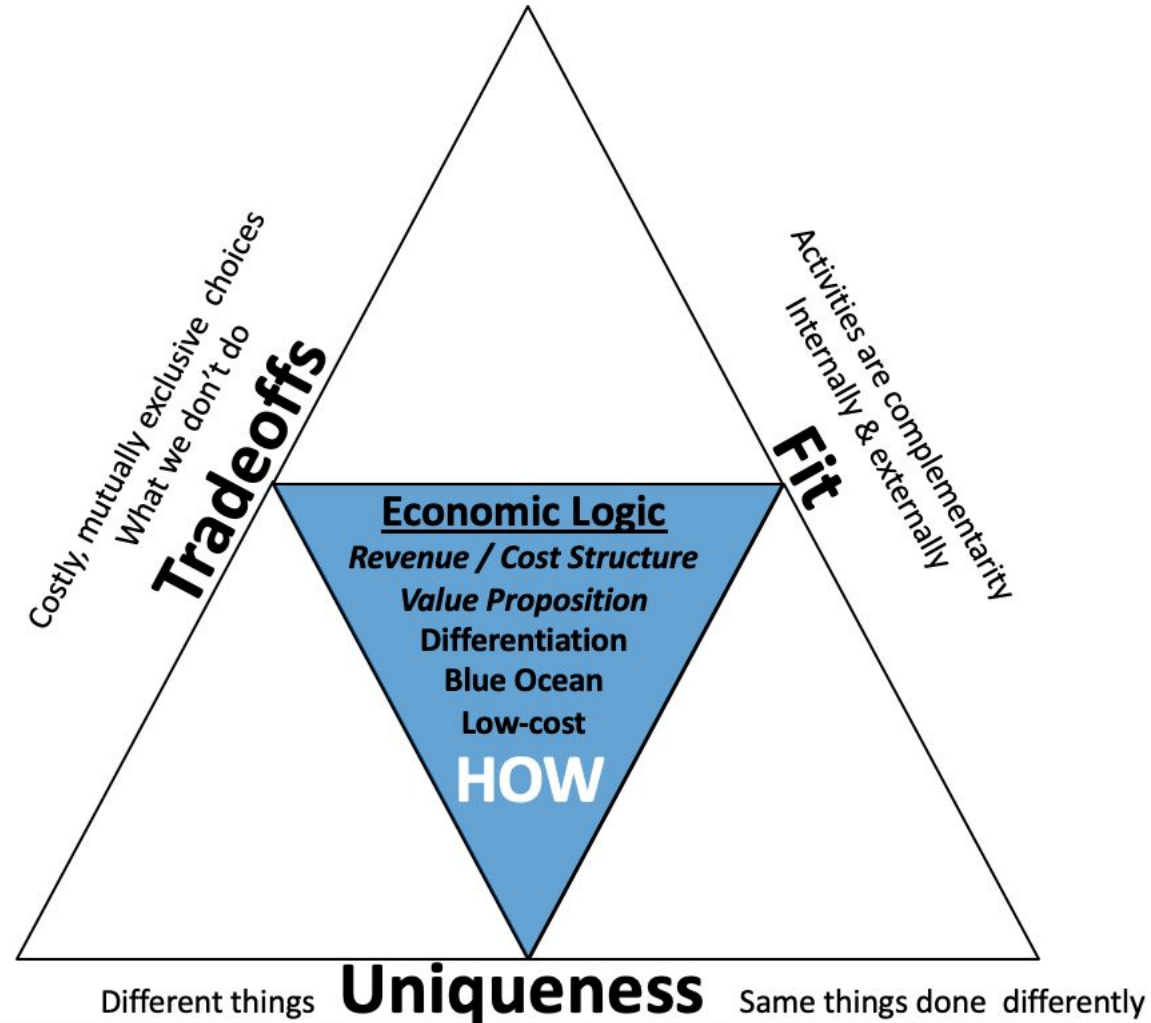 Costly, mutually exclusive choices
What we don't do
Tradeoffs
Activities are complementarity
Internally & externally
Fit
Economic Logic
Revenue / Cost Structure
Value Proposition
Differentiation
Blue Ocean
Low-cost
HOW
Different things
Uniqueness
Same things done differently